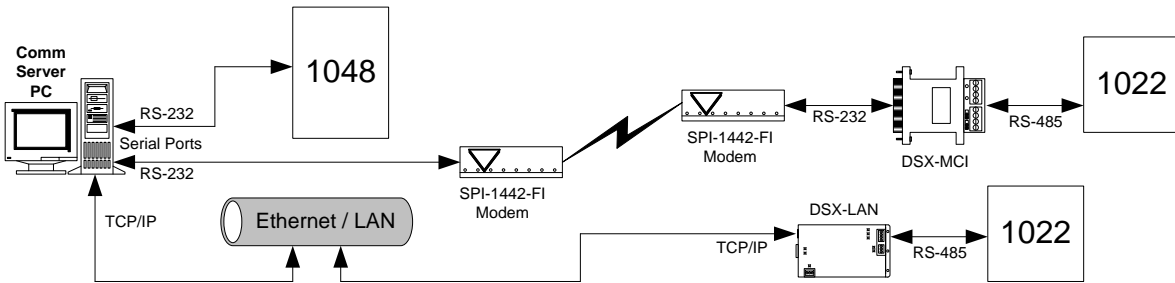 Comm
Server
PC
RS-232
Serial Ports
RS-232
TCP/IP
1048
Ethernet / LAN
SPI-1442-FI
Modem
SPI-1442-FI
Modem
RS-232
DSX-MCI
RS-485
1022
TCP/IP
DSX-LAN
RS-485
1022